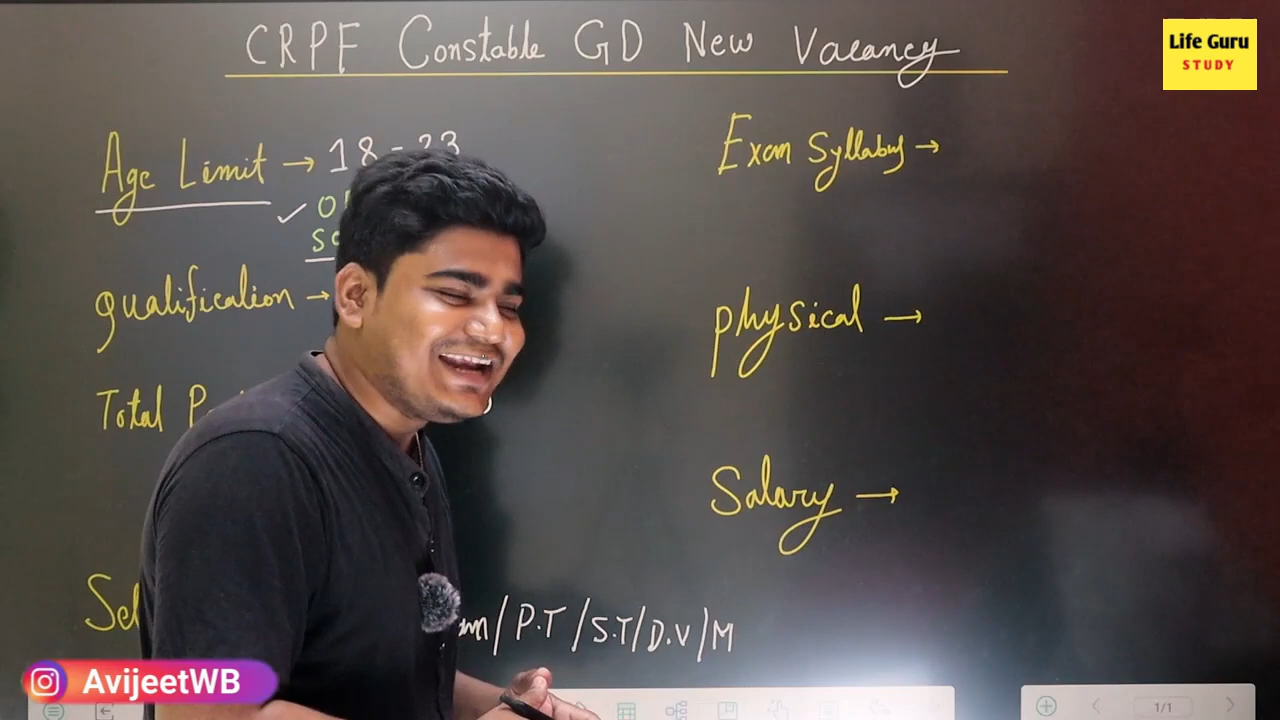 CRPF Constable GD New Vacancy
Life Guru
STUDY
Age Limit → 18 - 23
Qualification →
Total
Exam Syllabus →
Physical →
Salary →
/ P.T / S.T / D.V / M
AvijeetWB
1/1